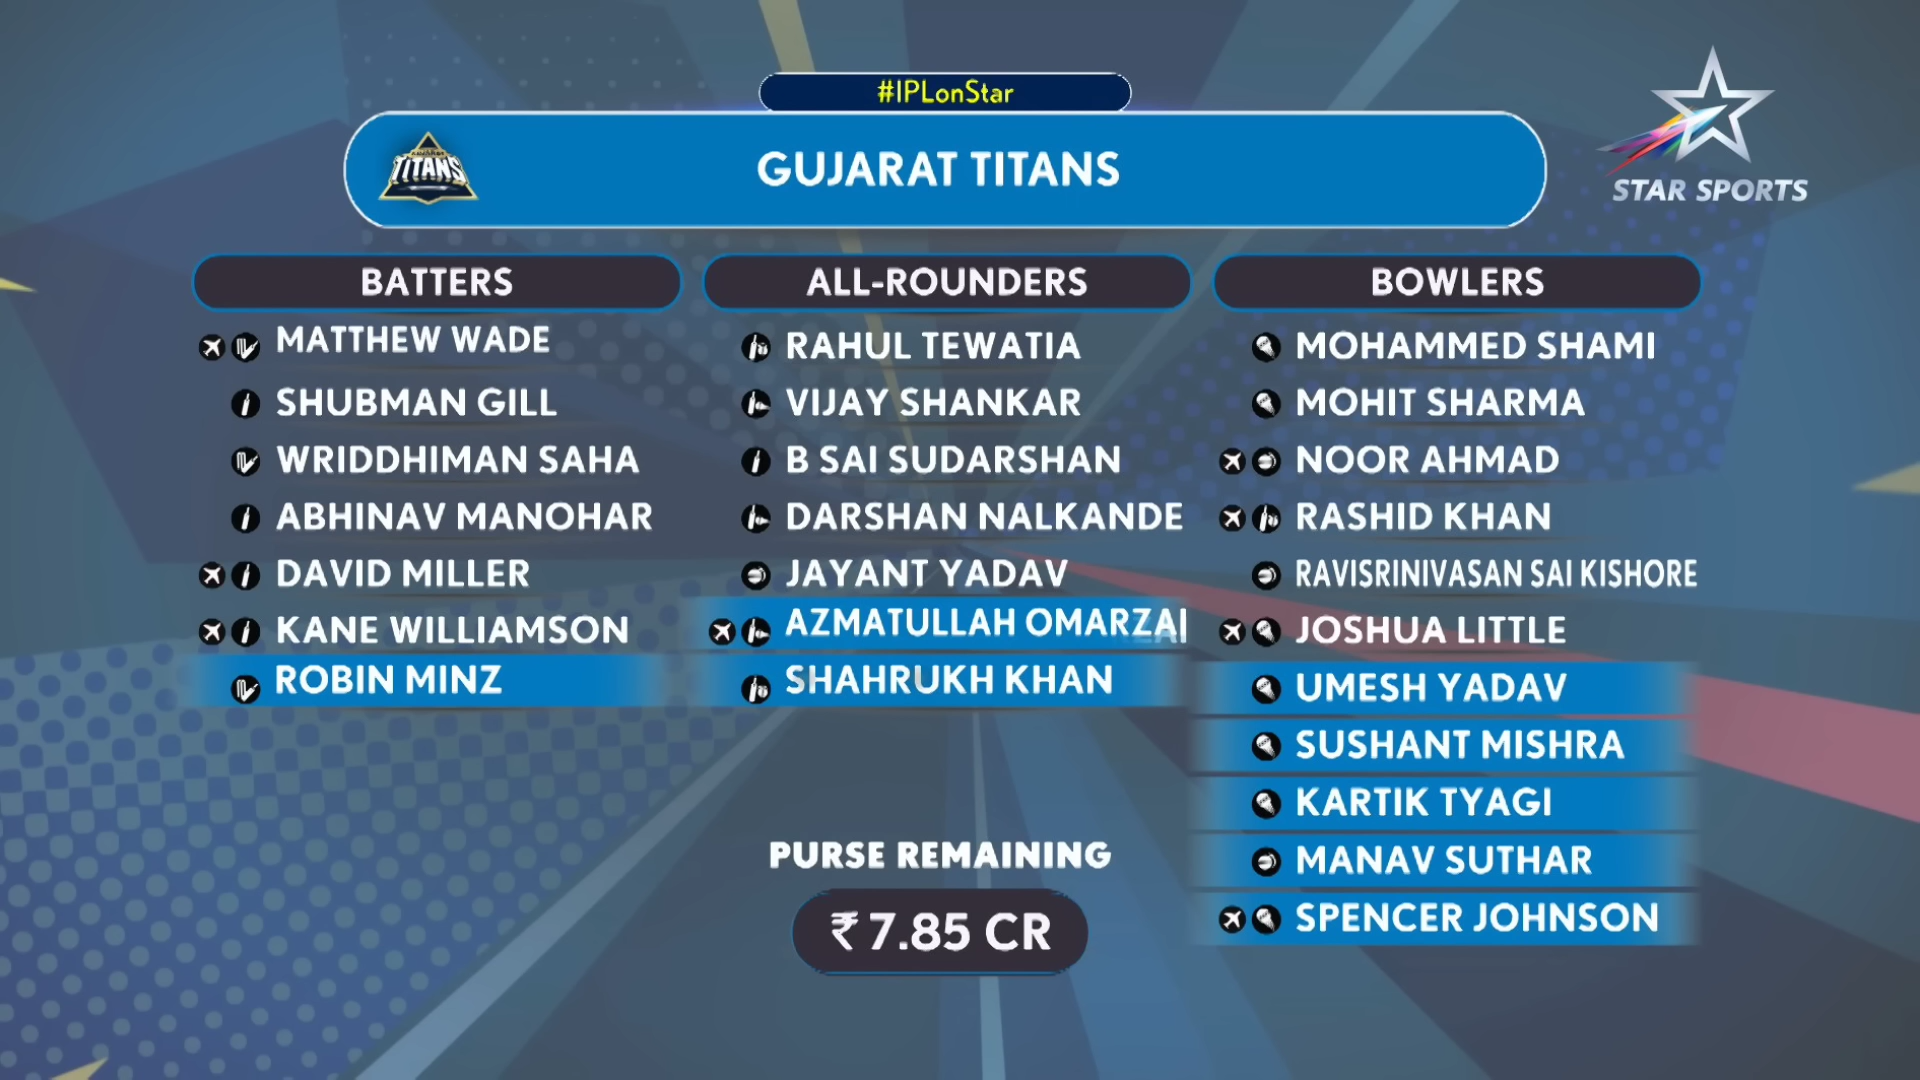 #IPLonStar
TITANS
GUJARAT TITANS
STAR SPORTS
BATTERS
MATTHEW WADE
SHUBMAN GILL
WRIDDHIMAN SAHA
ABHINAV MANOHAR
DAVID MILLER
KANE WILLIAMSON
ROBIN MINZ
ALL-ROUNDERS
RAHUL TEWATIA
VIJAY SHANKAR
B SAI SUDARSHAN
DARSHAN NALKANDE
JAYANT YADAV
AZMATULLAH OMARZAI
SHAHRUKH KHAN
BOWLERS
MOHAMMED SHAMI
MOHIT SHARMA
NOOR AHMAD
RASHID KHAN
RAVISRINIVASAN SAI KISHORE
JOSHUA LITTLE
UMESH YADAV
SUSHANT MISHRA
KARTIK TYAGI
MANAV SUTHAR
SPENCER JOHNSON
PURSE REMAINING
₹ 7.85 CR